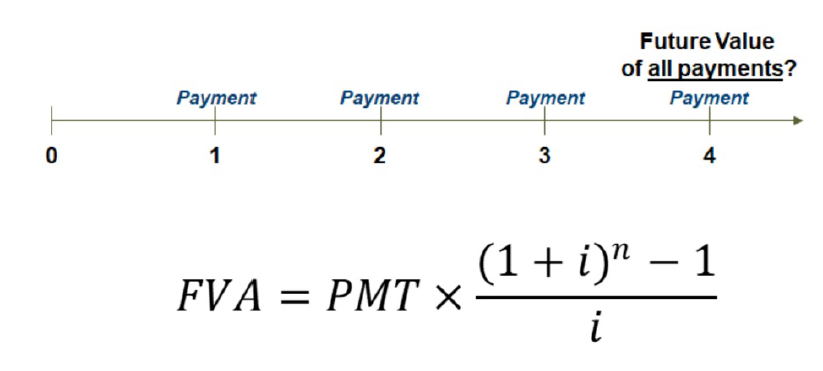 Future Value
of all payments?
Payment Payment Payment Payment
0 1 2 3 4
FVA = PMT × (1 + i)ⁿ − 1
i